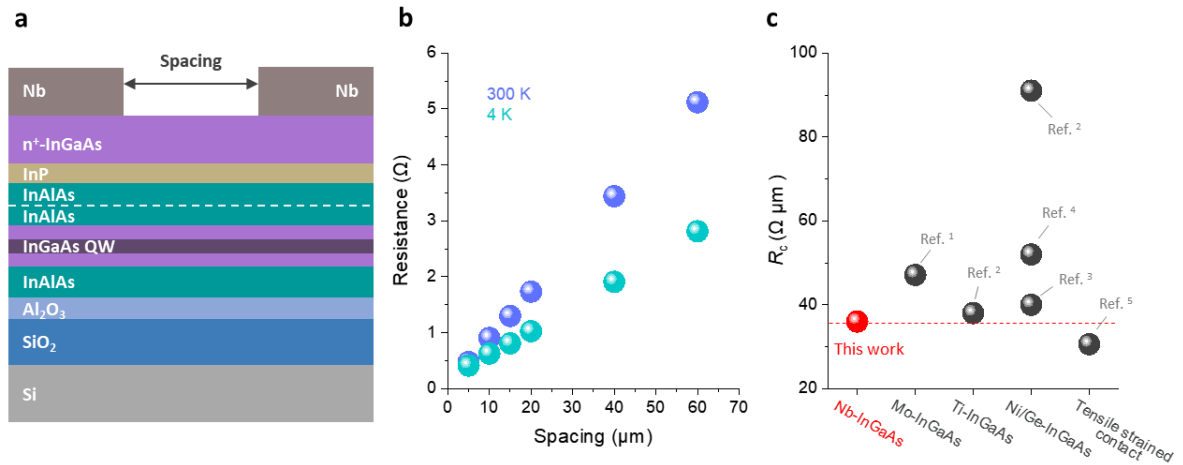 a
Spacing
Nb Nb
n⁺-InGaAs
InP
InAlAs
InAlAs
InGaAs QW
InAlAs
Al₂O₃
SiO₂
Si
b
6
5
4
3
2
1
0
Resistance (Ω)
300 K
4 K
0 10 20 30 40 50 60 70
Spacing (μm)
c
100
80
60
40
20
R_c (Ω μm)
Ref. ²
Ref. ⁴
Ref. ¹
Ref. ³
Ref. ²
Ref. ⁵
This work
Nb-InGaAs
Mo-InGaAs
Ti-InGaAs
Ni/Ge-InGaAs
Tensile strained
contact